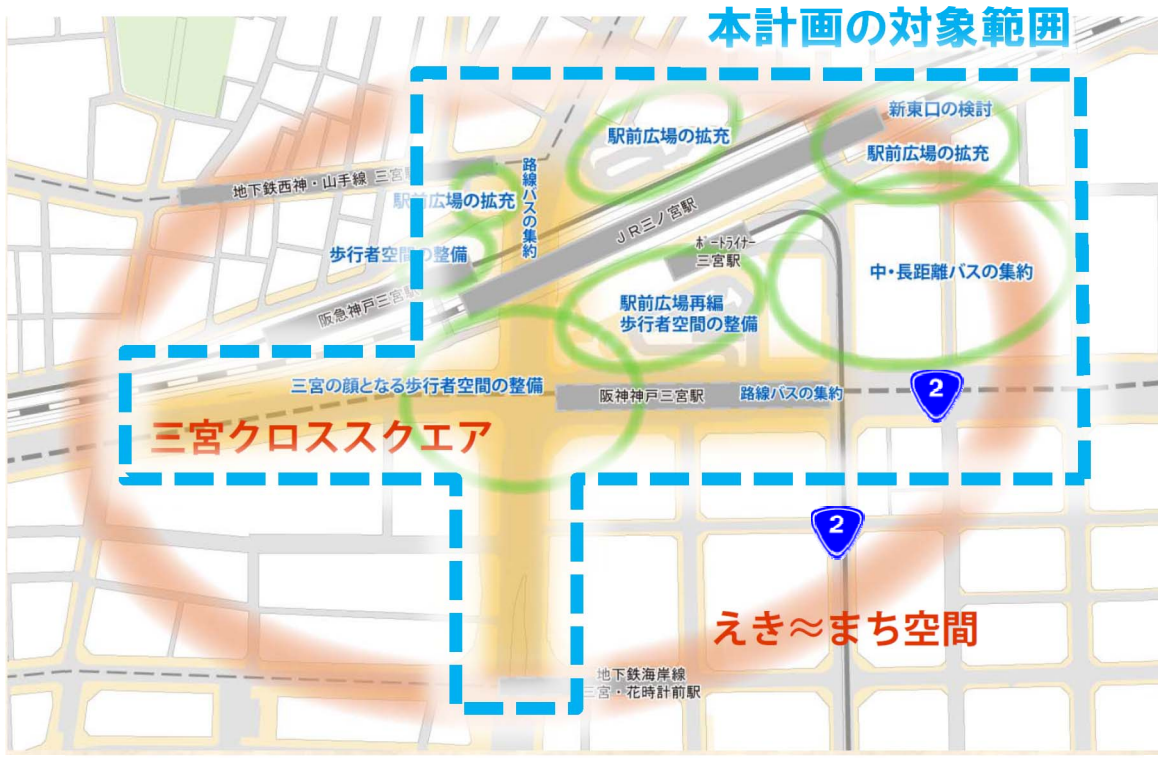 本計画の対象範囲
新東口の検討
駅前広場の拡充
駅前広場の拡充
地下鉄西神・山手線 三宮駅
路線バスの集約
駅前広場の拡充
JR三ノ宮駅
歩行者空間の整備
ポートライナー
三宮駅
中・長距離バスの集約
阪急神戸三宮駅
駅前広場再編
歩行者空間の整備
三宮の顔となる歩行者空間の整備
阪神神戸三宮駅
路線バスの集約
2
三宮クロススクエア
2
えき≈まち空間
地下鉄海岸線
三宮・花時計前駅